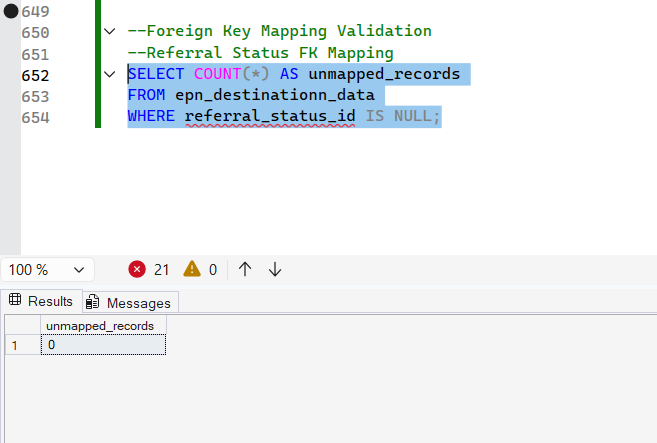 649
650 --Foreign Key Mapping Validation
651 --Referral Status FK Mapping
652 SELECT COUNT(*) AS unmapped_records
653 FROM epn_destinationn_data
654 WHERE referral_status_id IS NULL;
100 % 21 0
Results Messages
unmapped_records
1 0